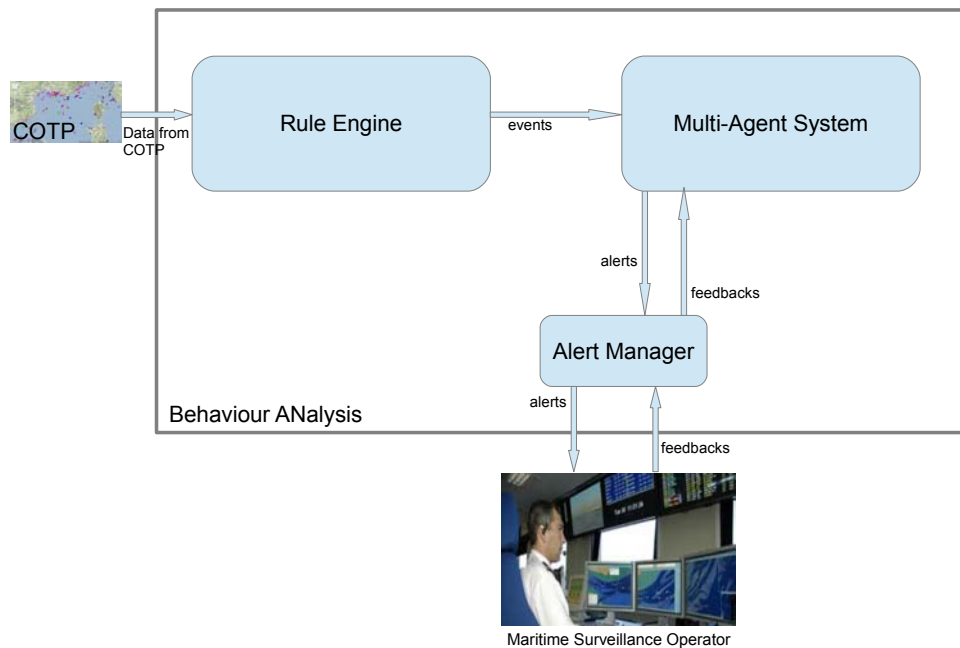 COTP
Data from
COTP
Rule Engine
events
Multi-Agent System
alerts
feedbacks
Alert Manager
alerts
feedbacks
Behaviour ANalysis
Maritime Surveillance Operator